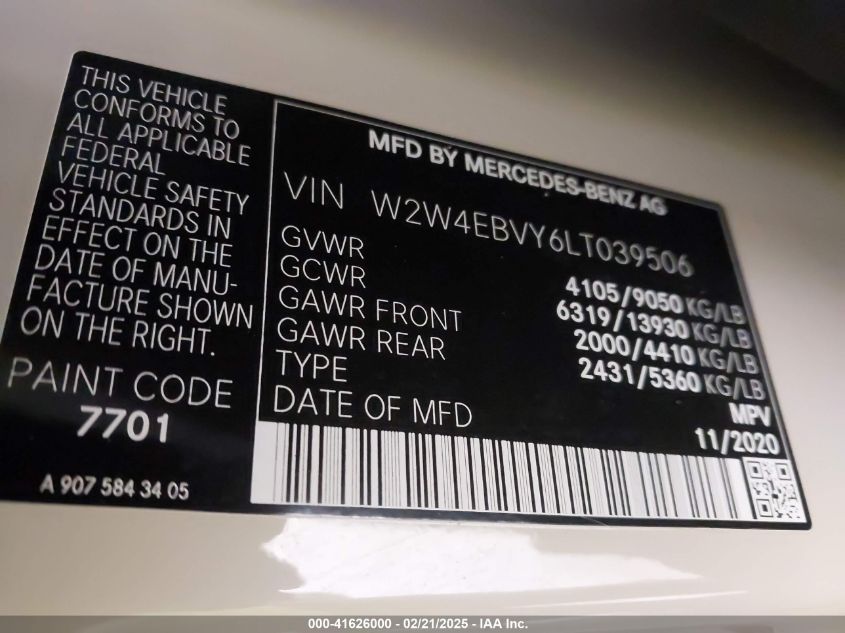 THIS VEHICLE
CONFORMS TO
ALL APPLICABLE
FEDERAL
VEHICLE SAFETY
STANDARDS IN
EFFECT ON THE
DATE OF MANU-
FACTURE SHOWN
ON THE RIGHT.
PAINT CODE
7701
A 907 584 34 05
MFD BY MERCEDES-BENZ AG
VIN W2W4EBVY6LT039506
GVWR 4105/9050 KG/LB
GCWR 6319/13930 KG/LB
GAWR FRONT 2000/4410 KG/LB
GAWR REAR 2431/5360 KG/LB
TYPE MPV
DATE OF MFD 11/2020
000-41626000 - 02/21/2025 - IAA Inc.